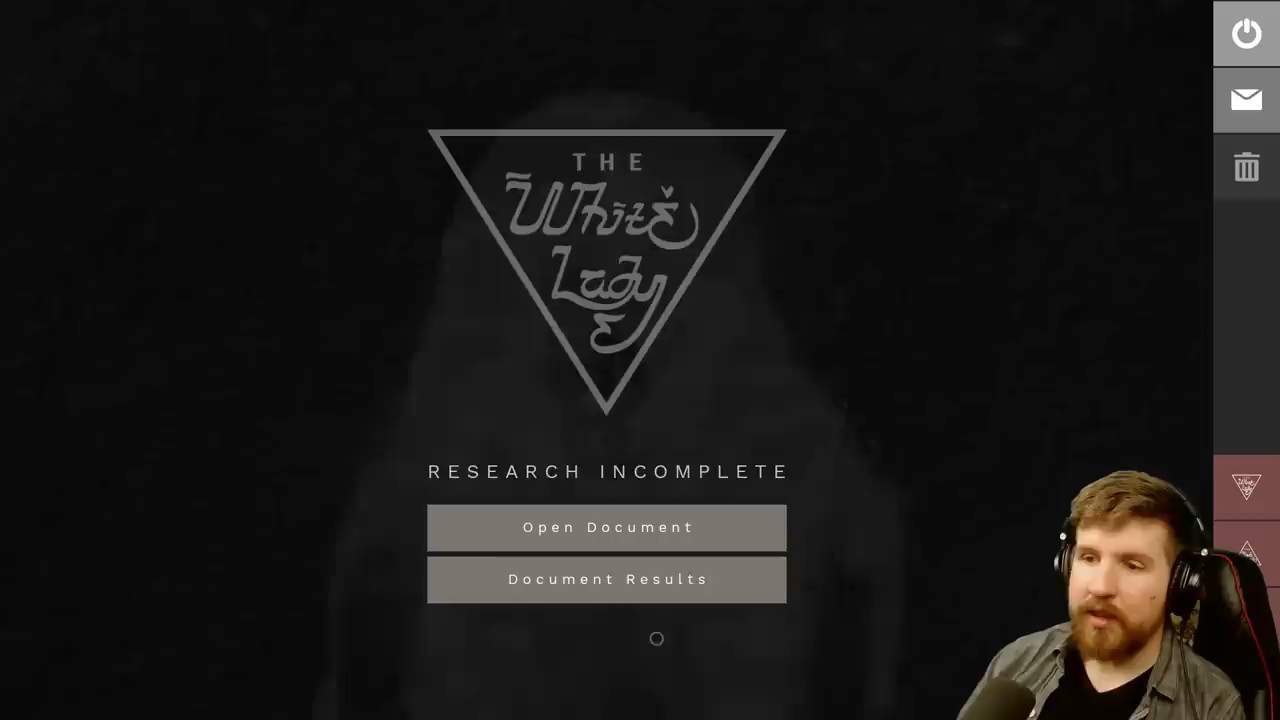 THE
White
Lady
RESEARCH INCOMPLETE
Open Document
Document Results